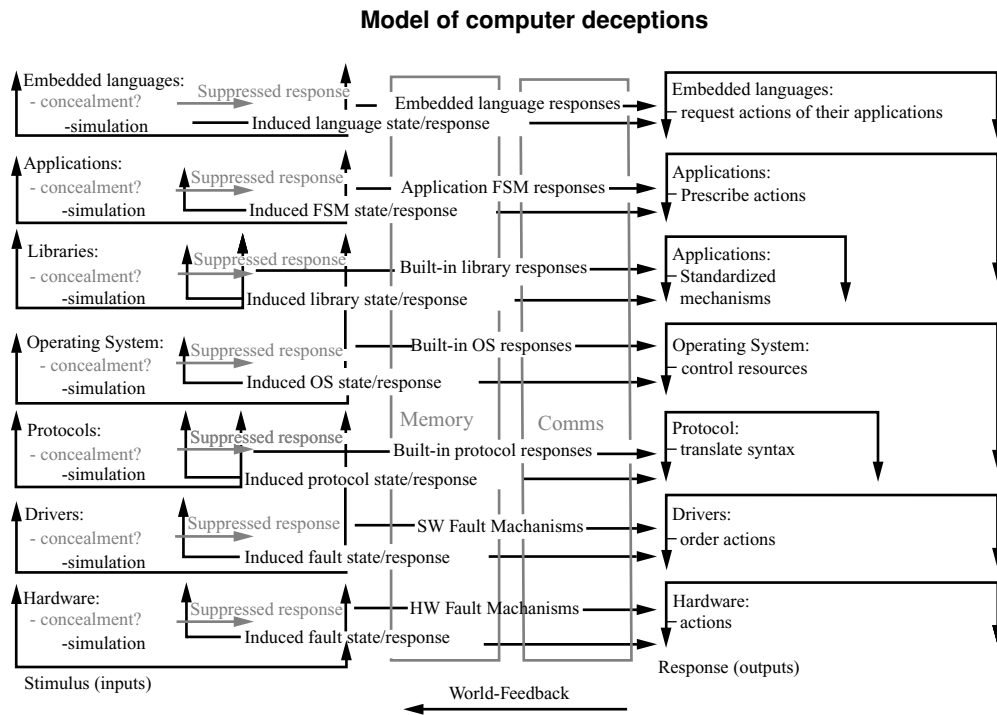 Model of computer deceptions
Embedded languages:
- concealment?
-simulation
Suppressed response
Induced language state/response
Embedded language responses
Embedded languages:
request actions of their applications
Applications:
- concealment?
-simulation
Suppressed response
Induced FSM state/response
Application FSM responses
Applications:
Prescribe actions
Libraries:
- concealment?
-simulation
Suppressed response
Induced library state/response
Built-in library responses
Applications:
Standardized
mechanisms
Operating System:
- concealment?
-simulation
Suppressed response
Induced OS state/response
Built-in OS responses
Operating System:
control resources
Memory
Comms
Protocols:
- concealment?
-simulation
Suppressed response
Induced protocol state/response
Built-in protocol responses
Protocol:
translate syntax
Drivers:
- concealment?
-simulation
Suppressed response
Induced fault state/response
SW Fault Machanisms
Drivers:
order actions
Hardware:
- concealment?
-simulation
Suppressed response
Induced fault state/response
HW Fault Machanisms
Hardware:
actions
Stimulus (inputs)
Response (outputs)
World-Feedback